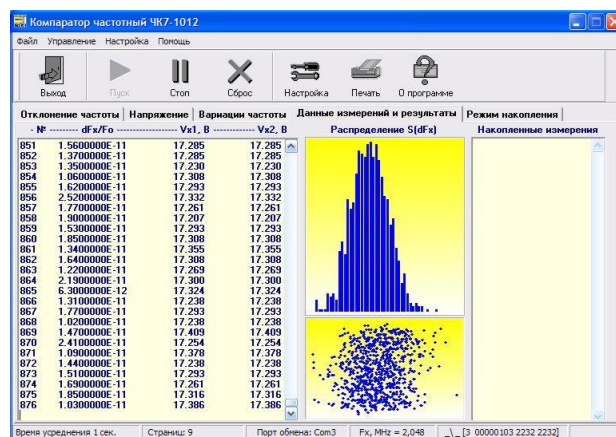 Компаратор частотный ЧК7-1012
Файл Управление Настройка Помощь
Выход Пуск Стоп Сброс Настройка Печать О программе
Отклонение частоты Напряжение Вариации частоты Данные измерений и результаты Режим накопления
- № --------- dFx/Fo ------------------- Vx1, В ------------- Vx2, В Распределение S(dFx) Накопленные измерения
851 1.5600000E-11 17.285 17.285
852 1.3700000E-11 17.285 17.285
853 1.3500000E-11 17.230 17.230
854 1.0600000E-11 17.308 17.308
855 1.6200000E-11 17.293 17.293
856 2.5200000E-11 17.332 17.332
857 1.7700000E-11 17.261 17.261
858 1.9000000E-11 17.207 17.207
859 1.5300000E-11 17.293 17.293
860 1.8500000E-11 17.308 17.308
861 1.3400000E-11 17.355 17.355
862 1.6400000E-11 17.308 17.308
863 1.2200000E-11 17.269 17.269
864 2.1900000E-11 17.300 17.300
865 6.3000000E-12 17.324 17.324
866 1.3100000E-11 17.238 17.238
867 1.7700000E-11 17.293 17.293
868 1.0200000E-11 17.238 17.238
869 1.4700000E-11 17.409 17.409
870 2.4100000E-11 17.254 17.254
871 1.0900000E-11 17.378 17.378
872 1.4400000E-11 17.238 17.238
873 1.5100000E-11 17.293 17.293
874 1.6900000E-11 17.261 17.261
875 1.8500000E-11 17.316 17.316
876 1.0300000E-11 17.386 17.386
Время усреднения 1 сек. Страниц: 9 Порт обмена: Com3 Fx, MHz = 2,048 _\_ [3 00000103 2232 2232]